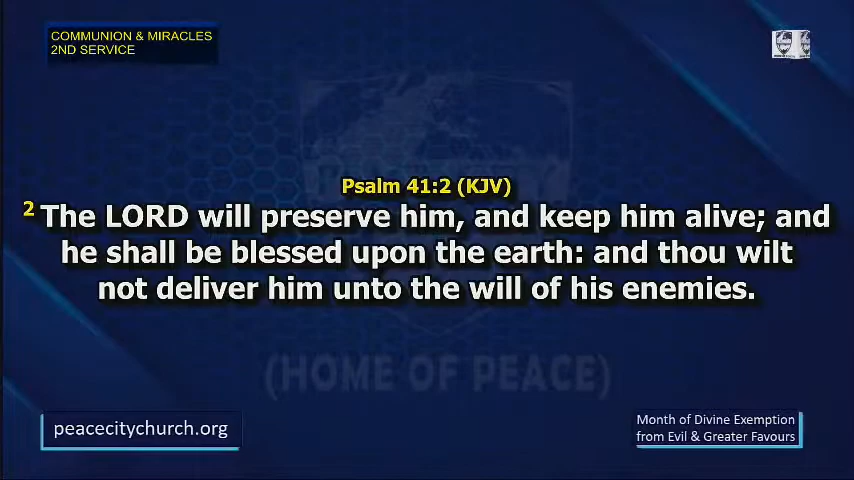 COMMUNION & MIRACLES
2ND SERVICE
Psalm 41:2 (KJV)
2 The LORD will preserve him, and keep him alive; and
he shall be blessed upon the earth: and thou wilt
not deliver him unto the will of his enemies.
(HOME OF PEACE)
peacecitychurch.org
Month of Divine Exemption
from Evil & Greater Favours